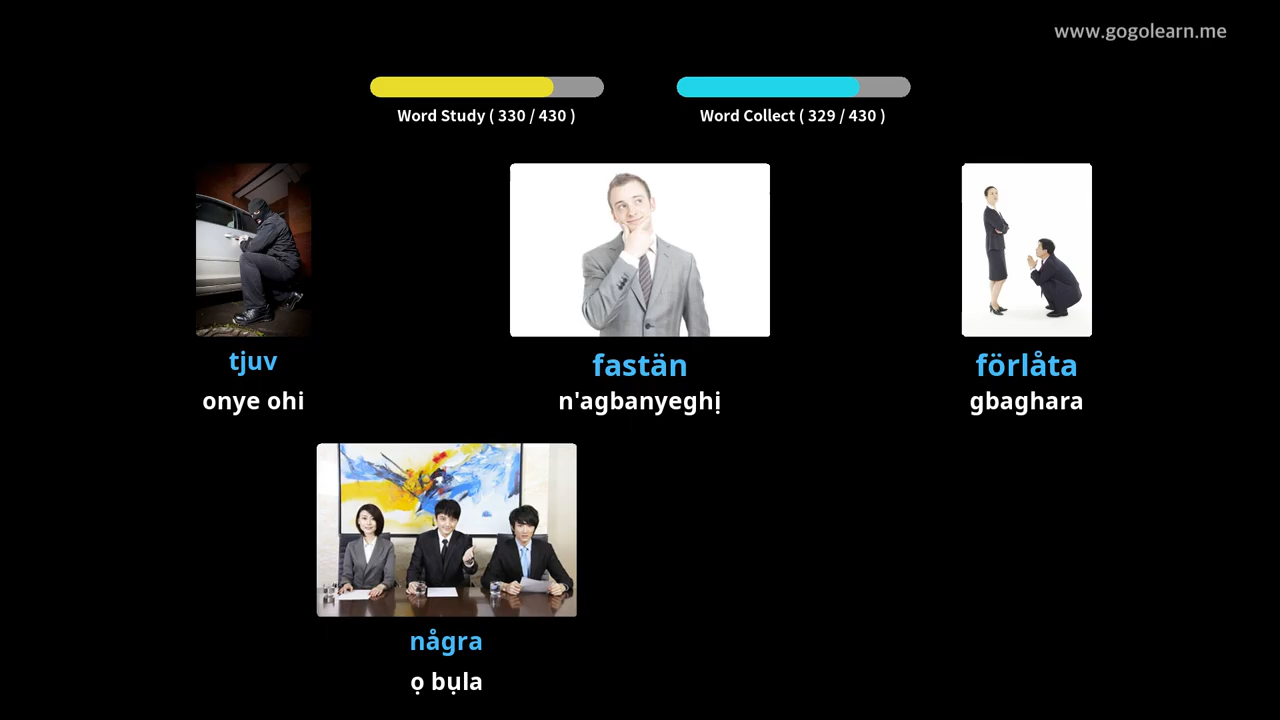 www.gogolearn.me
Word Study ( 330 / 430 )
Word Collect ( 329 / 430 )
tjuv
onye ohi
fastän
n'agbanyeghị
förlåta
gbaghara
några
ọ bụla